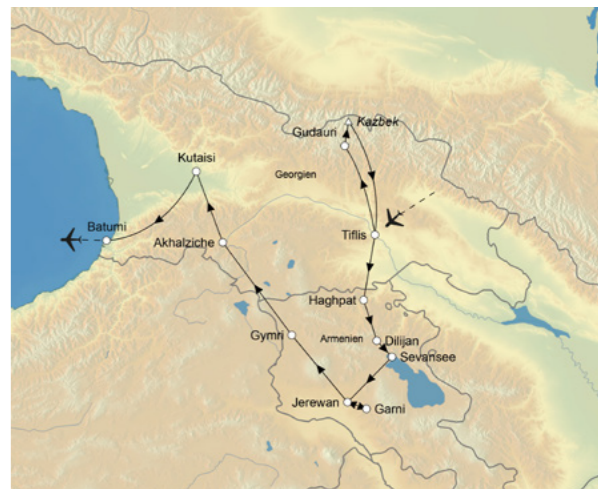 Kazbek
Gudauri
Kutaisi
Georgien
Batumi
Tiflis
Akhalziche
Haghpat
Gymri
Armenien
Dilijan
Sevansee
Jerewan
Garni